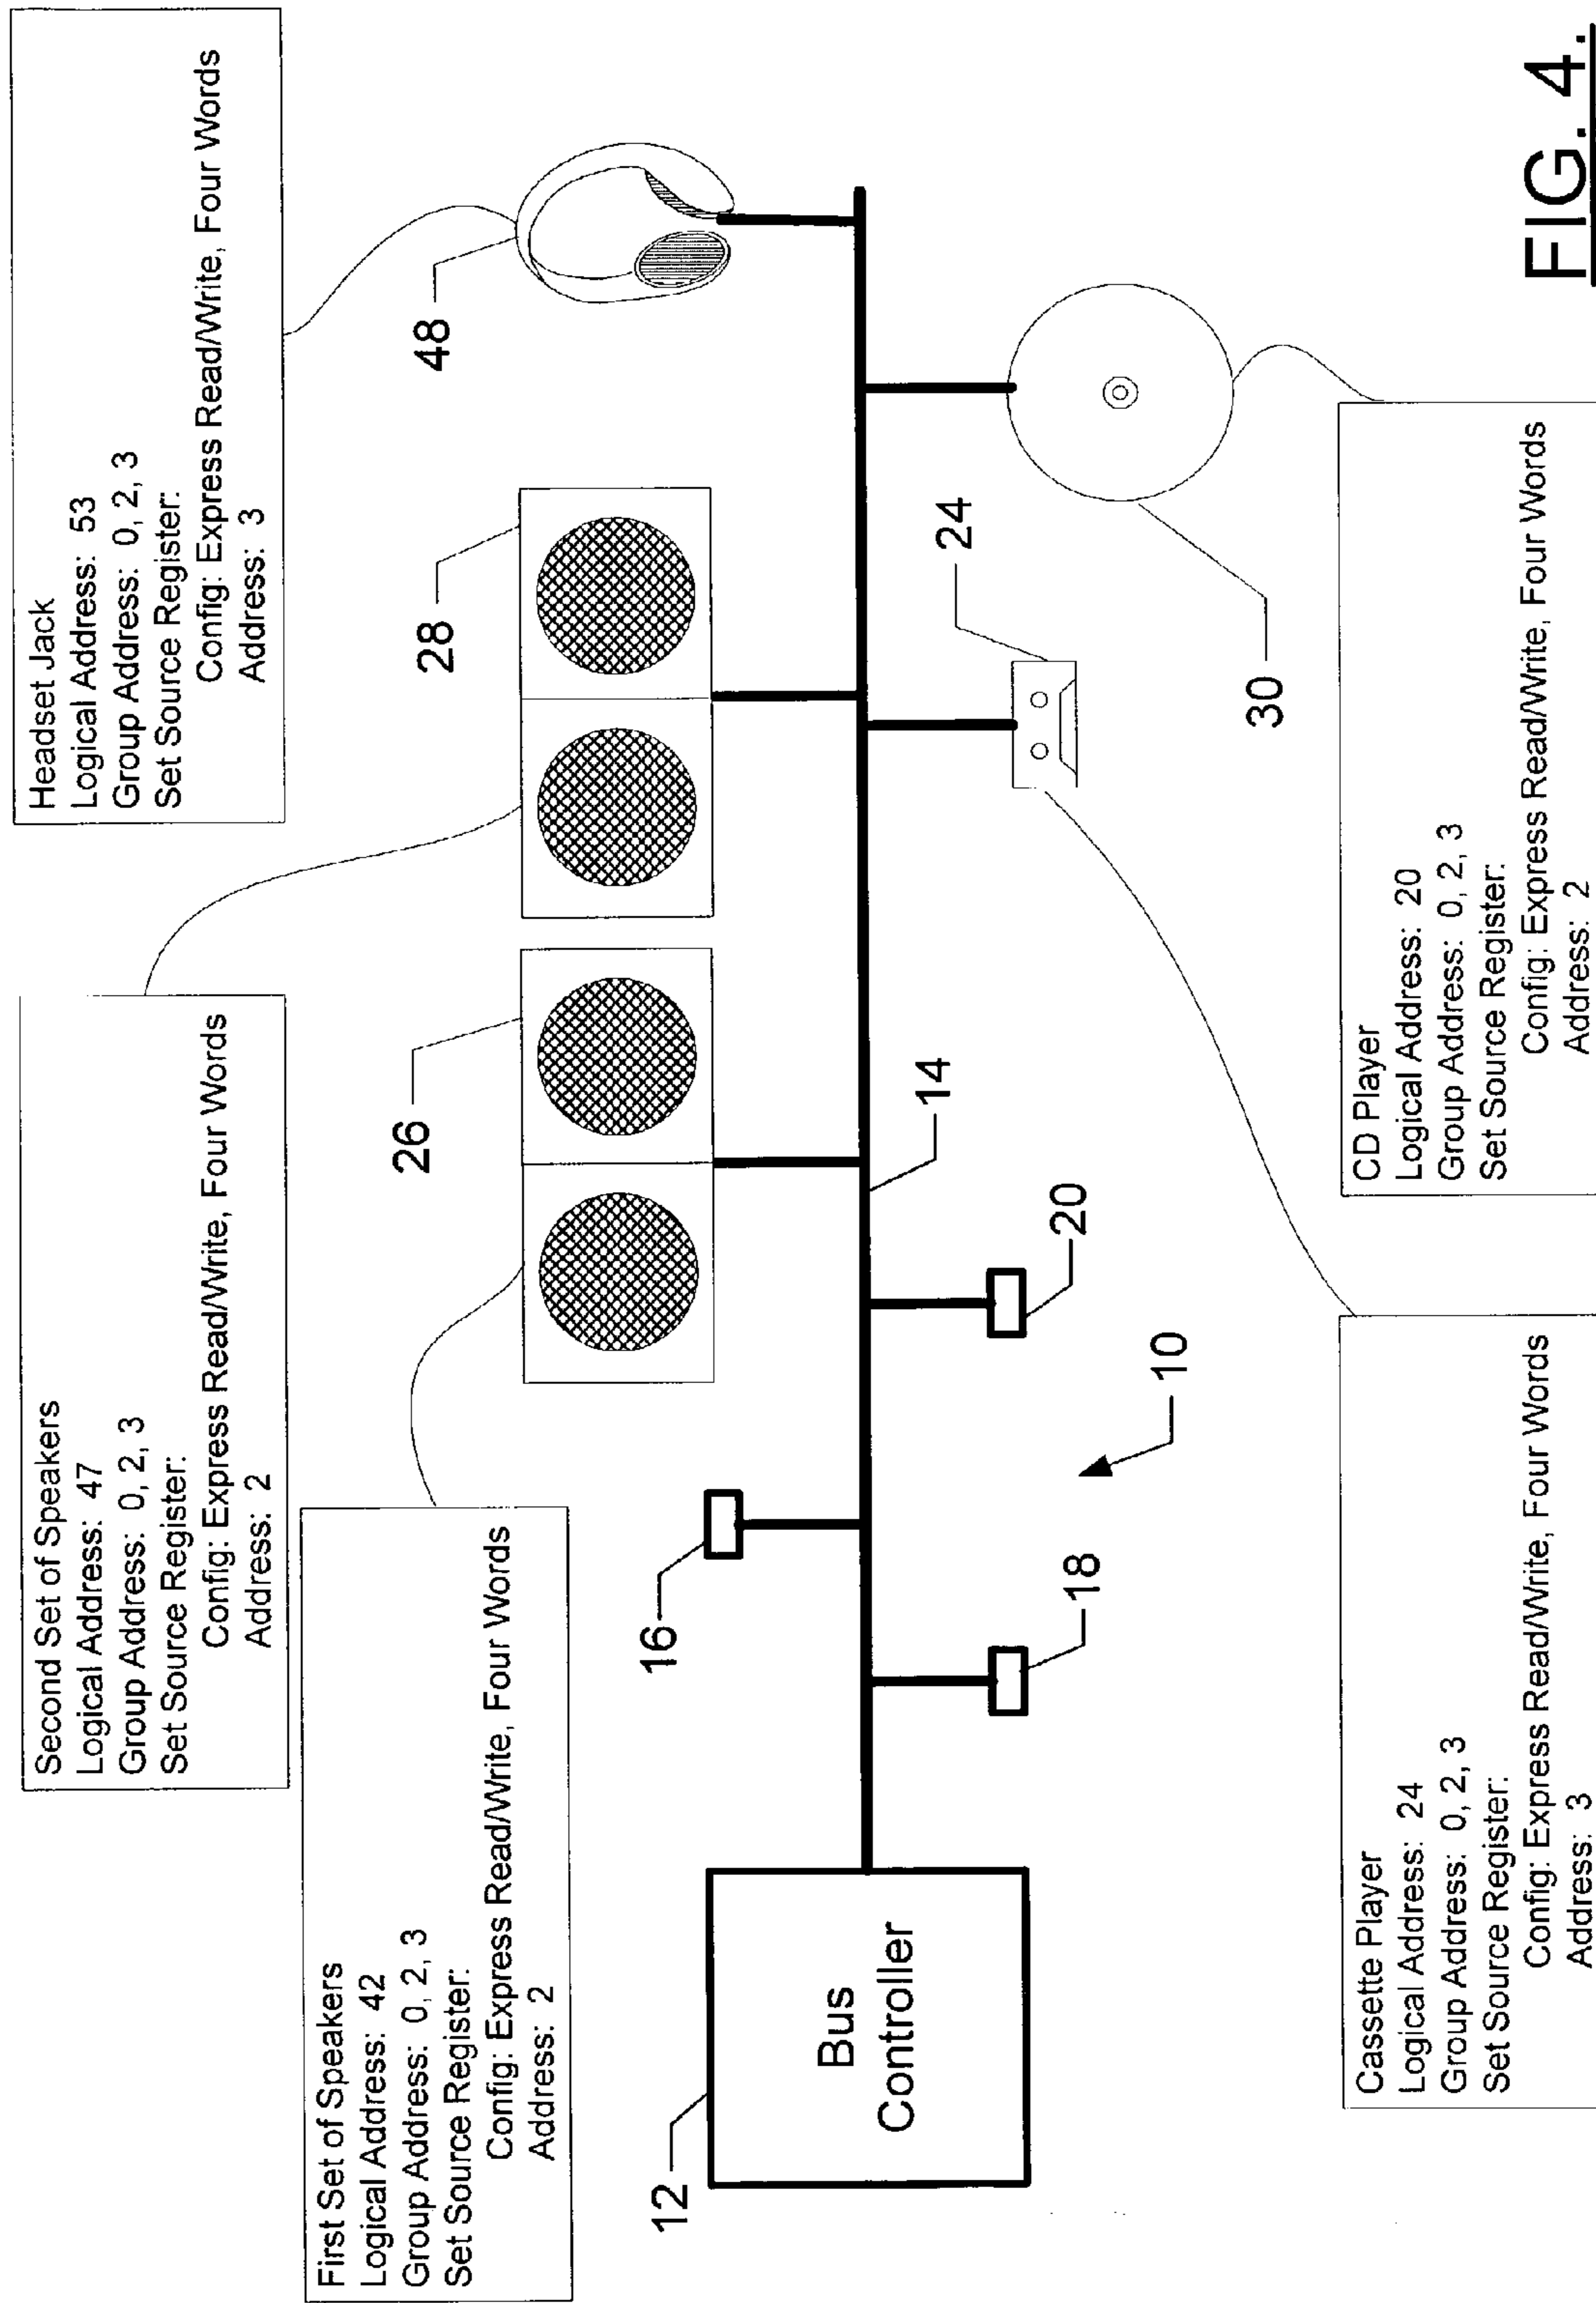 Second Set of Speakers
Logical Address: 47
Group Address: 0, 2, 3
Set Source Register:
Config: Express Read/Write, Four Words
Address: 2
Headset Jack
Logical Address: 53
Group Address: 0, 2, 3
Set Source Register:
Config: Express Read/Write, Four Words
Address: 3
First Set of Speakers
Logical Address: 42
Group Address: 0, 2, 3
Set Source Register:
Config: Express Read/Write, Four Words
Address: 2
26
28
48
12
16
Bus
Controller
14
18
20
24
10
30
Cassette Player
Logical Address: 24
Group Address: 0, 2, 3
Set Source Register:
Config: Express Read/Write, Four Words
Address: 3
CD Player
Logical Address: 20
Group Address: 0, 2, 3
Set Source Register:
Config: Express Read/Write, Four Words
Address: 2
FIG. 4.